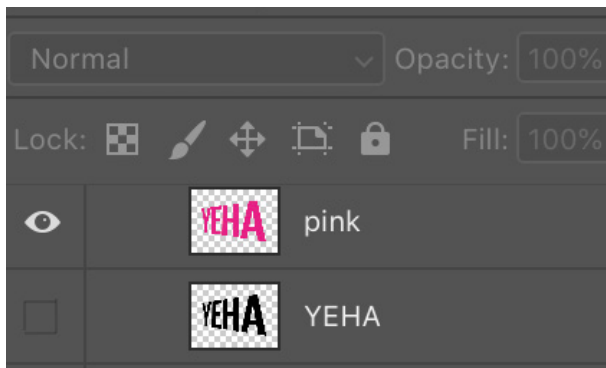 Normal Opacity: 100%
Lock: Fill: 100%
YEHA pink
YEHA YEHA